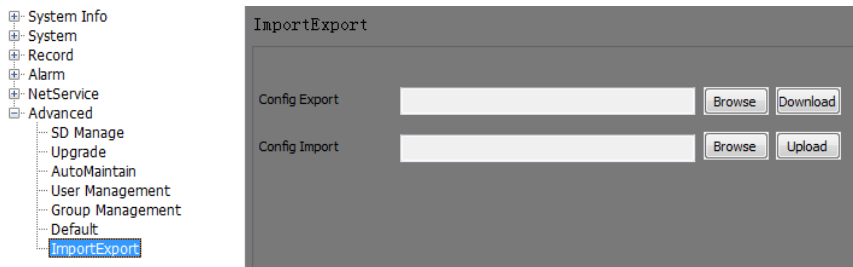 System Info
System
Record
Alarm
NetService
Advanced
SD Manage
Upgrade
AutoMaintain
User Management
Group Management
Default
ImportExport
ImportExport
Config Export Browse Download
Config Import Browse Upload